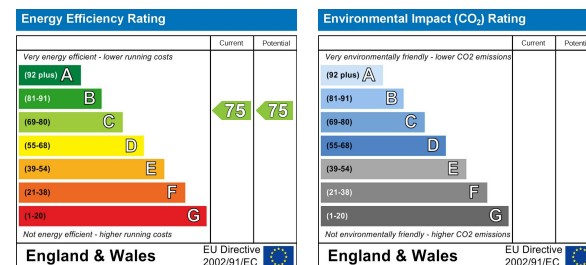 Energy Efficiency Rating
Current Potential
Very energy efficient - lower running costs
(92 plus) A
(81-91) B
(69-80) C
75 75
(55-68) D
(39-54) E
(21-38) F
(1-20) G
Not energy efficient - higher running costs
England & Wales
EU Directive
2002/91/EC
Environmental Impact (CO2) Rating
Current Potential
Very environmentally friendly - lower CO2 emissions
(92 plus) A
(81-91) B
(69-80) C
(55-68) D
(39-54) E
(21-38) F
(1-20) G
Not environmentally friendly - higher CO2 emissions
England & Wales
EU Directive
2002/91/EC